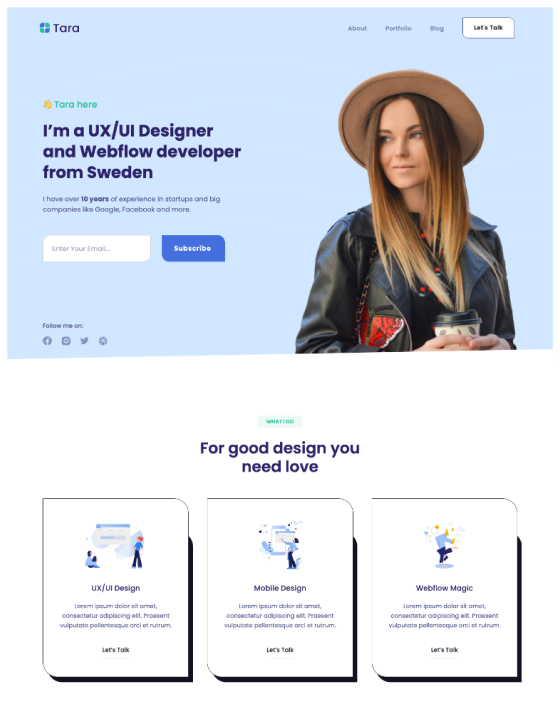 Tara
About Portfolio Blog Let's Talk
👋 Tara here
I'm a UX/UI Designer
and Webflow developer
from Sweden
I have over 10 years of experience in startups and big
companies like Google, Facebook and more.
Enter Your Email... Subscribe
Follow me on:
WHAT I DO
For good design you
need love
UX/UI Design
Lorem ipsum dolor sit amet,
consectetur adipiscing elit. Praesent
vulputate pellentesque orci et rutrum.
Let's Talk
Mobile Design
Lorem ipsum dolor sit amet,
consectetur adipiscing elit. Praesent
vulputate pellentesque orci et rutrum.
Let's Talk
Webflow Magic
Lorem ipsum dolor sit amet,
consectetur adipiscing elit. Praesent
vulputate pellentesque orci et rutrum.
Let's Talk